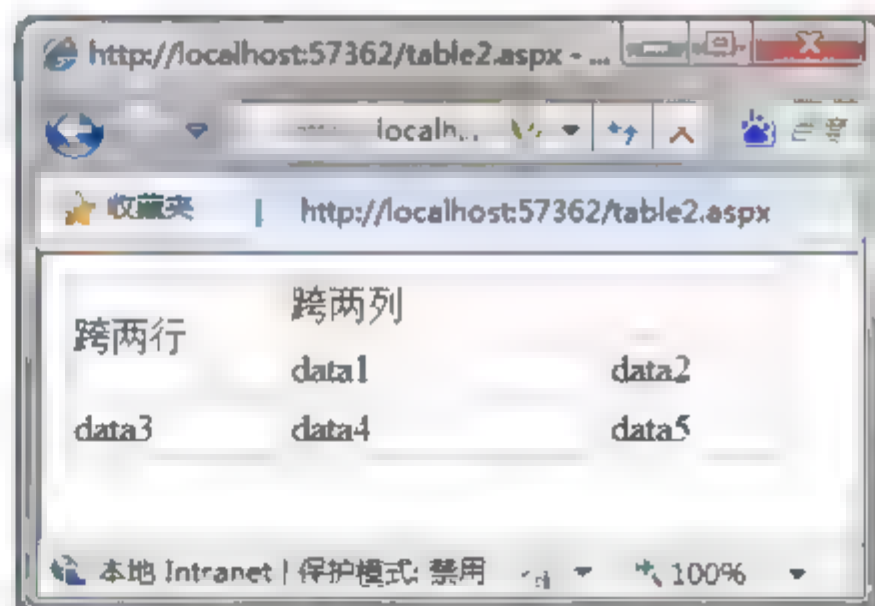 http://localhost:57362/table2.aspx - ...
localh...
收藏夹 | http://localhost:57362/table2.aspx
跨两行
跨两列
data1 data2
data3 data4 data5
本地 Intranet | 保护模式: 禁用 100%